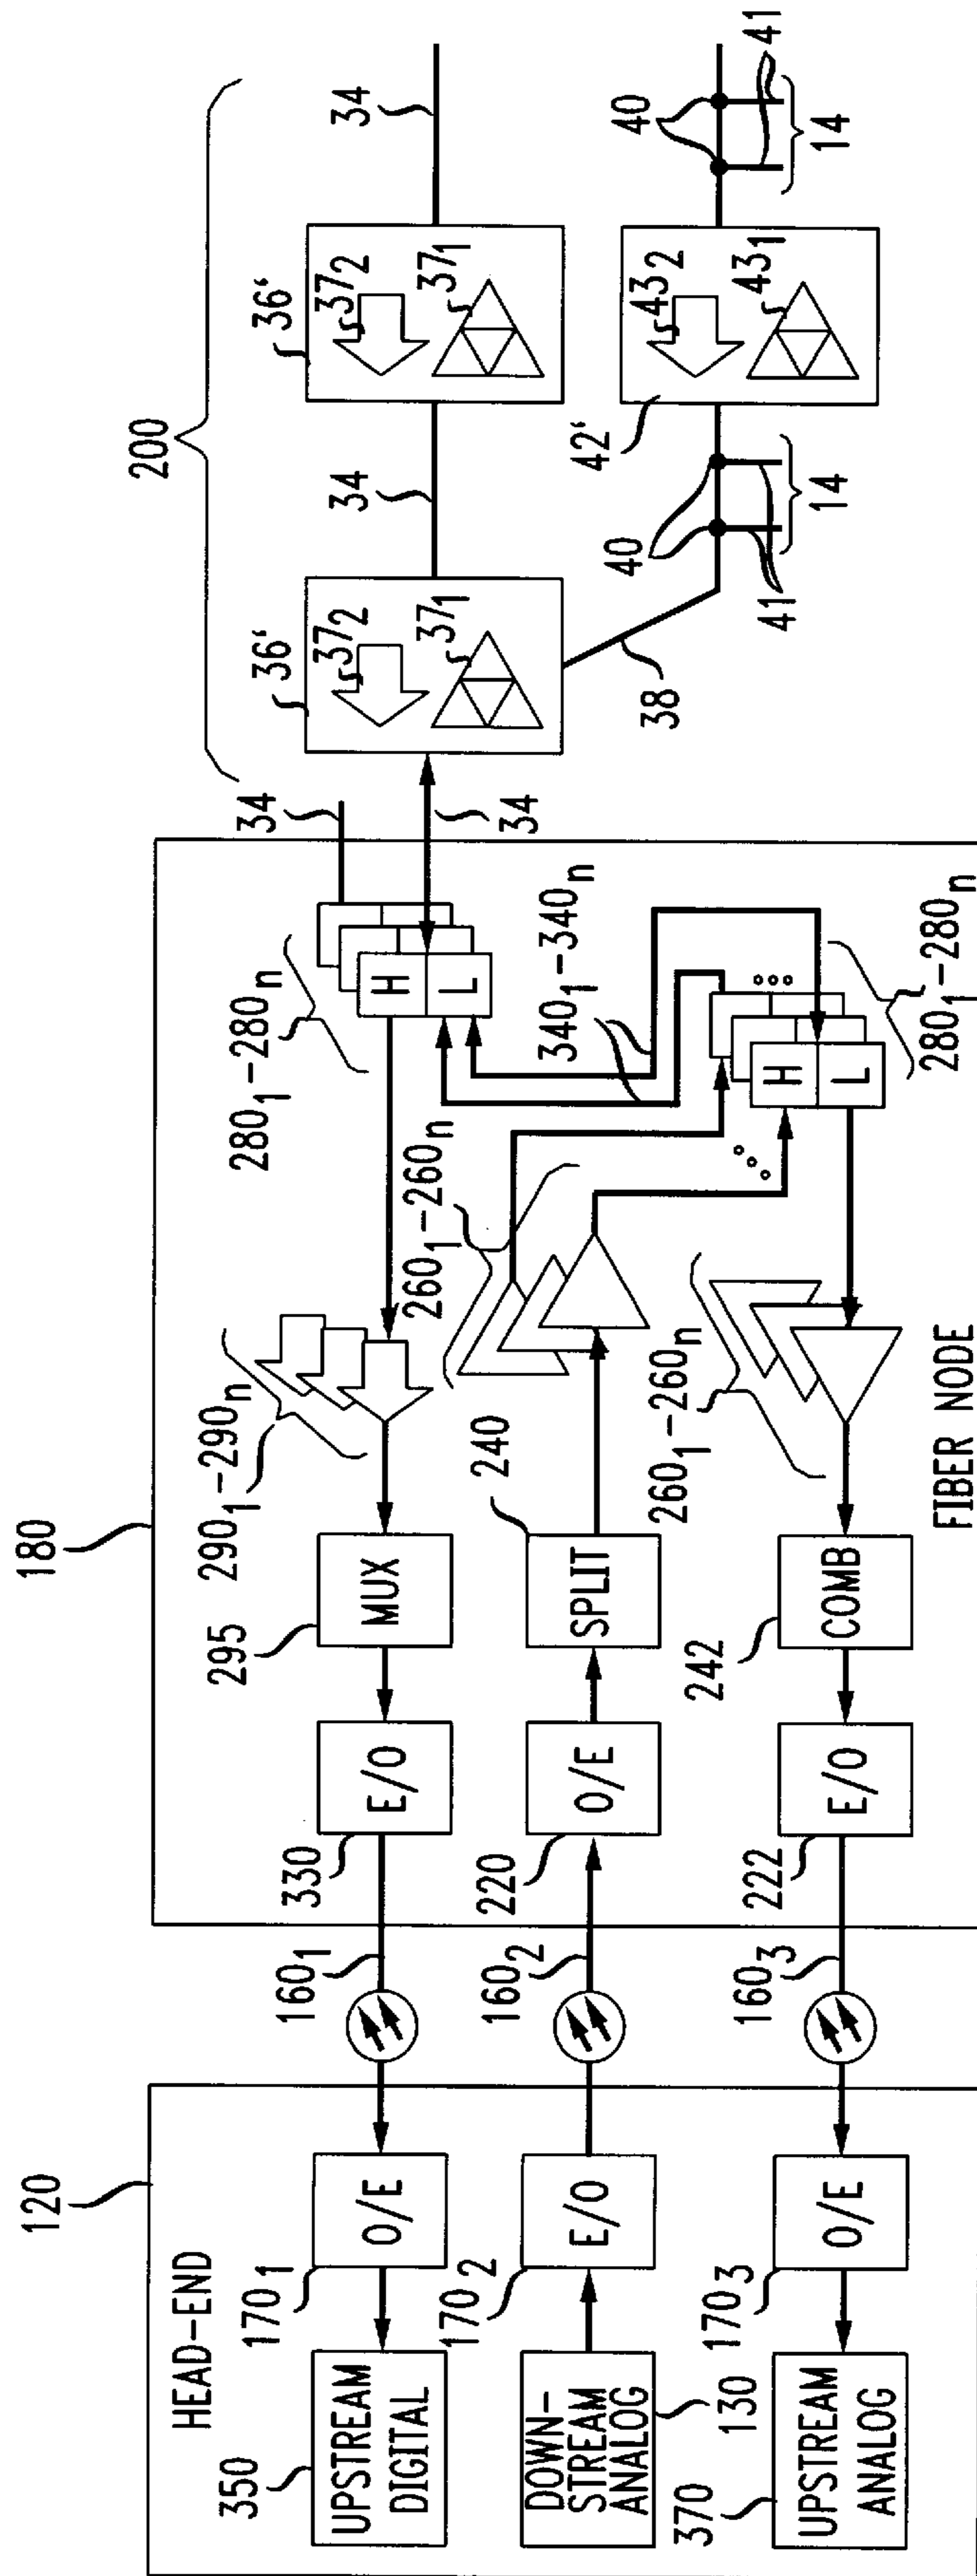 120
HEAD-END
350
UPSTREAM
DIGITAL
170₁
O/E
DOWN-
STREAM
ANALOG
130
170₂
E/O
370
UPSTREAM
ANALOG
170₃
O/E
160₁
160₂
160₃
180
330
E/O
295
MUX
290₁-290ₙ
220
O/E
240
SPLIT
260₁-260ₙ
222
E/O
242
COMB
260₁-260ₙ
FIBER NODE
280₁-280ₙ
H
L
340₁-340ₙ
H
L
280₁-280ₙ
34
34
200
36'
37₂
37₁
34
36'
37₂
37₁
34
38
40
41
14
42'
43₂
43₁
40
41
14